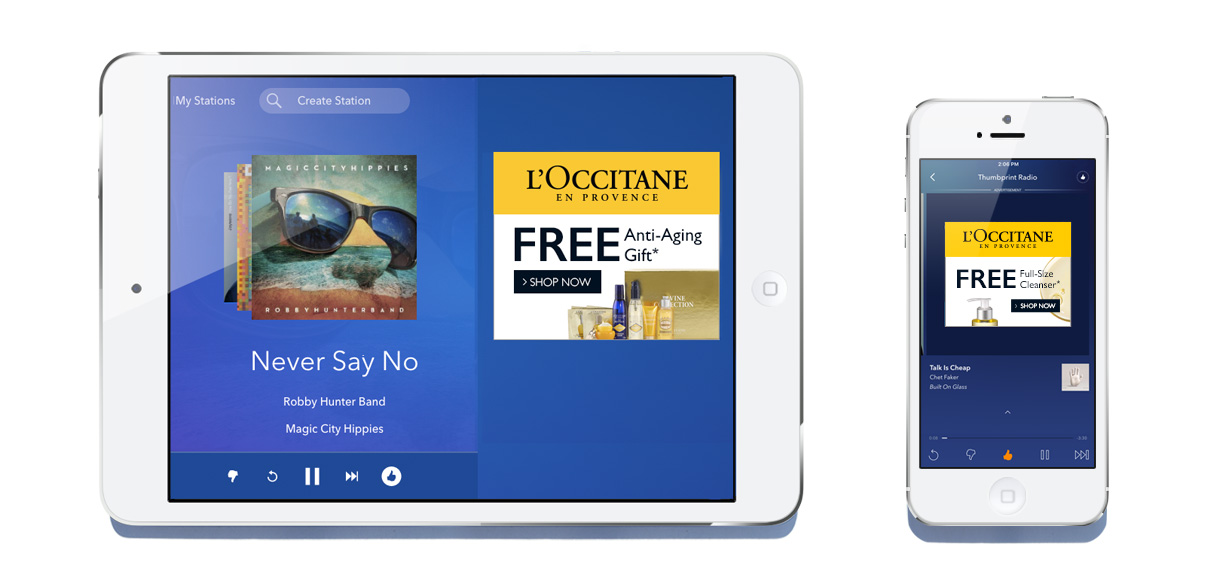 My Stations
Create Station
MAGICCITYHIPPIES
ROBBYHUNTERBAND
Never Say No
Robby Hunter Band
Magic City Hippies
L'OCCITANE
EN PROVENCE
FREE Anti-Aging
Gift*
> SHOP NOW
2:06 PM
Thumbprint Radio
ADVERTISEMENT
L'OCCITANE
EN PROVENCE
FREE Full-Size
Cleanser*
> SHOP NOW
Talk Is Cheap
Chet Faker
Built On Glass